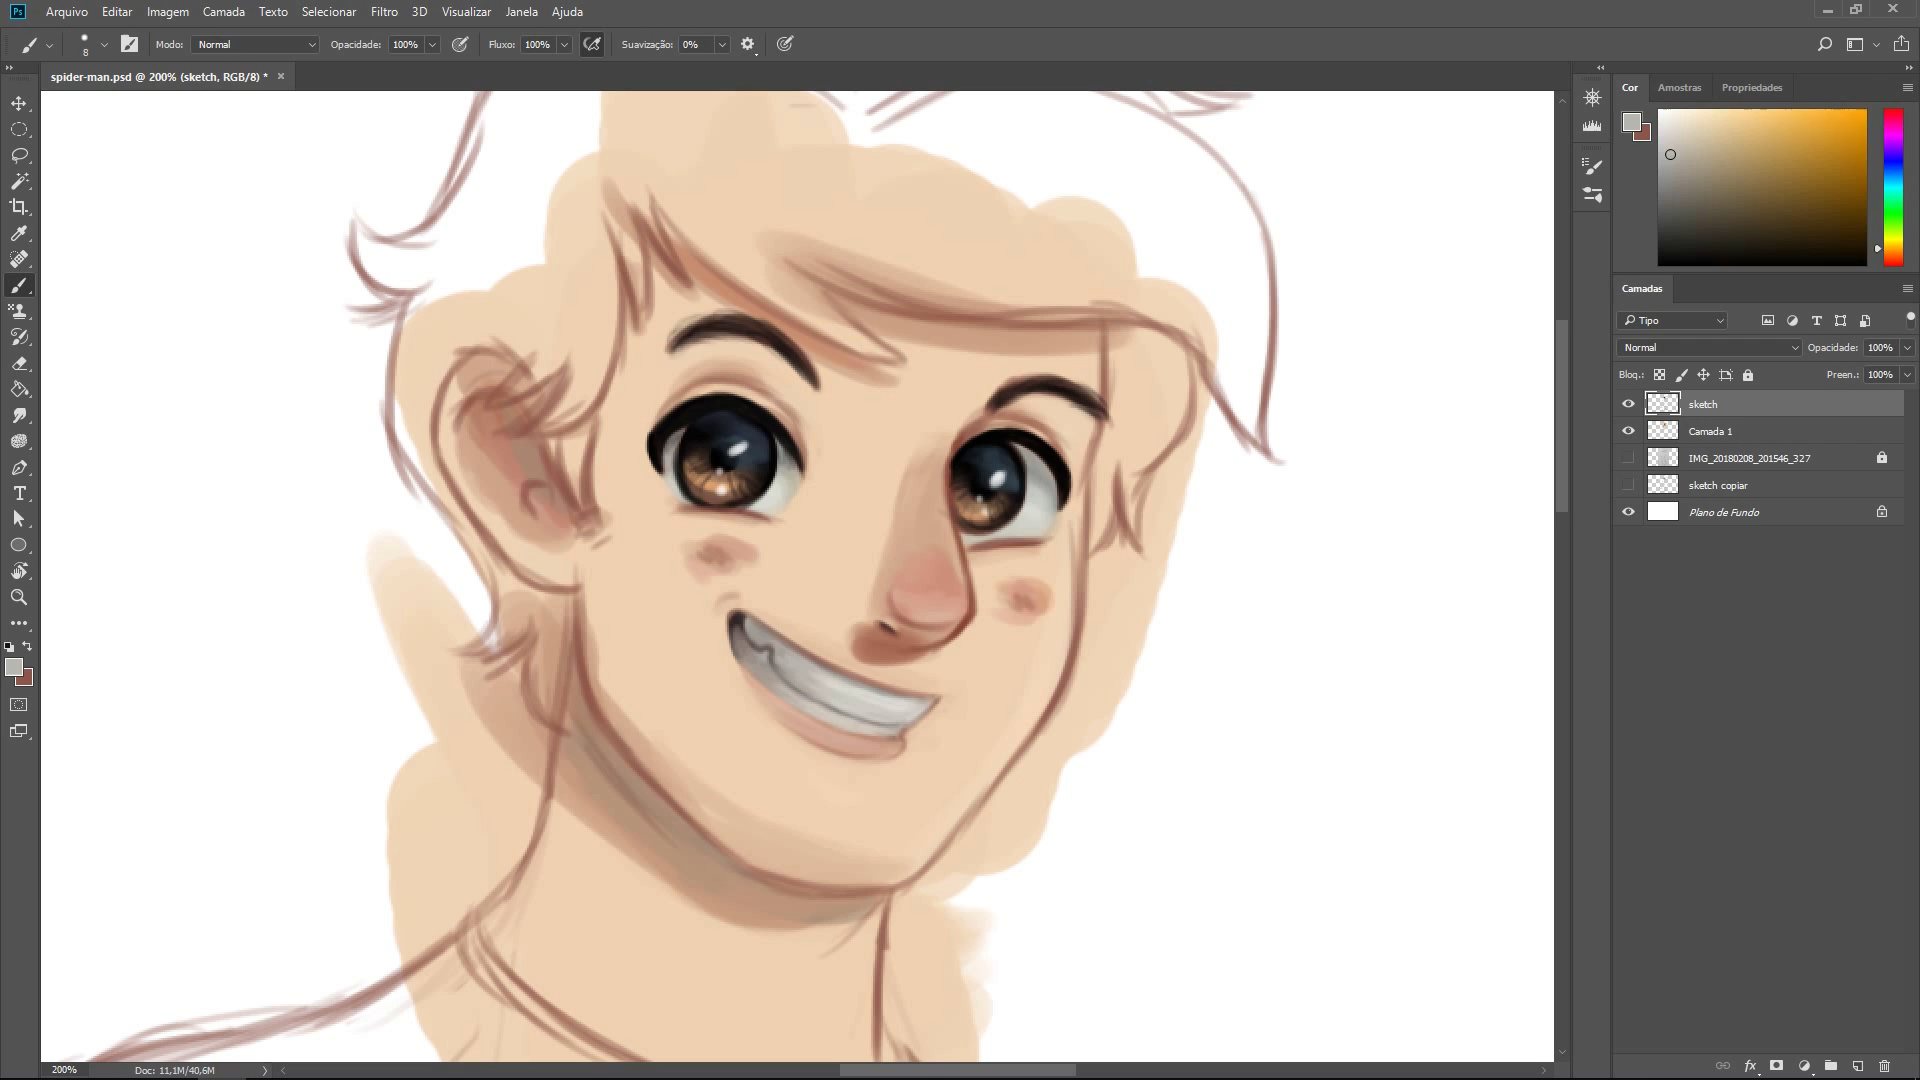 Ps Arquivo Editar Imagem Camada Texto Selecionar Filtro 3D Visualizar Janela Ajuda
8 Modo: Normal Opacidade: 100% Fluxo: 100% Suavização: 0%
spider-man.psd @ 200% (sketch, RGB/8) * ×
Cor Amostras Propriedades
Camadas
Tipo
Normal Opacidade: 100%
Bloq.: Preen.: 100%
sketch
Camada 1
IMG_20180208_201546_327
sketch copiar
Plano de Fundo
fx
200% Doc: 11,1M/40,6M